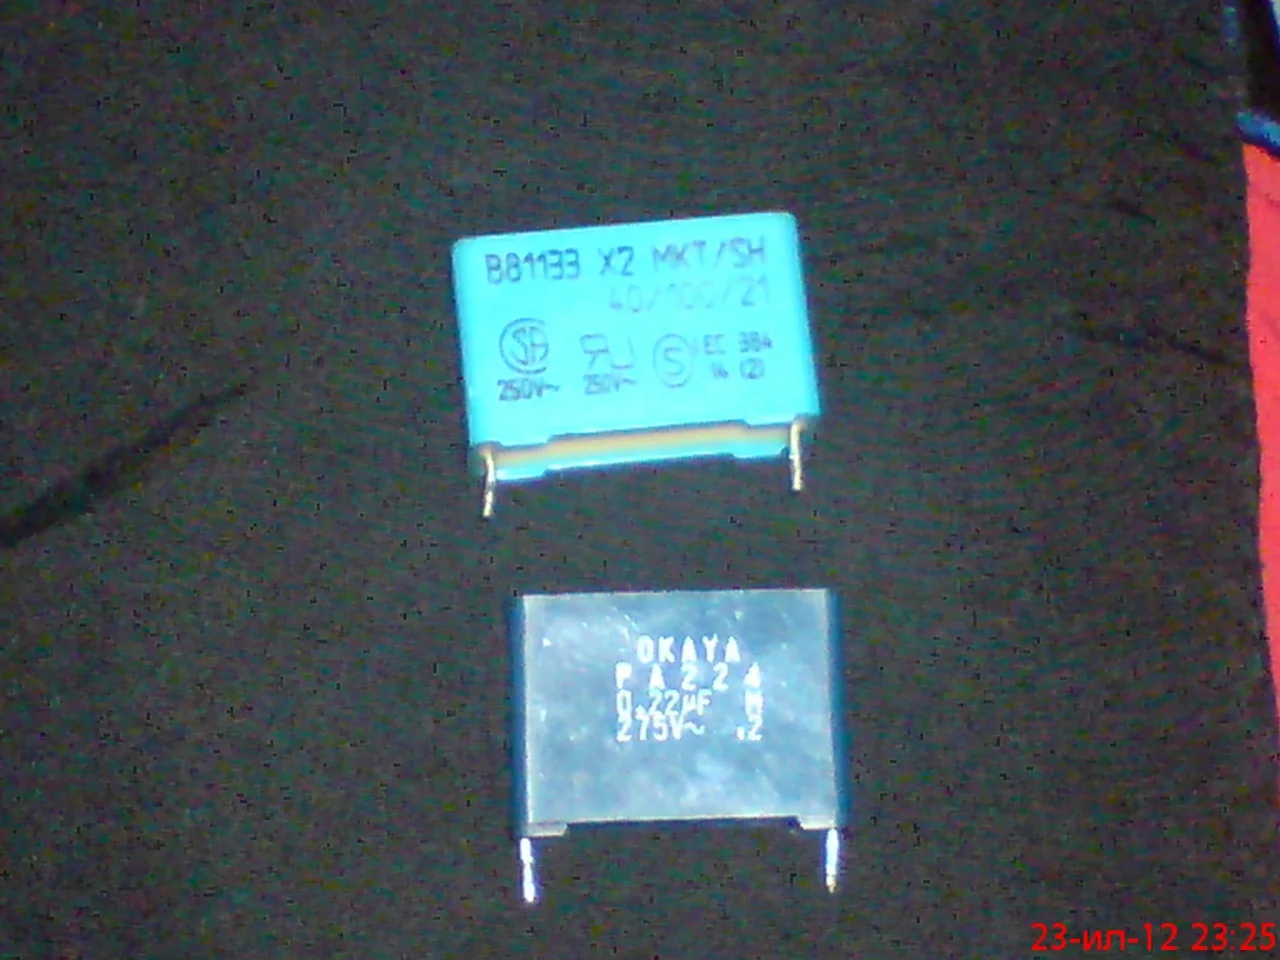 B81133 X2 MKT/SH
40/100/21
250V~ 250V~ S IEC 384
14 (2)
OKAYA
PA224
0.22µF
275V~ .2
23-ил-12 23:25